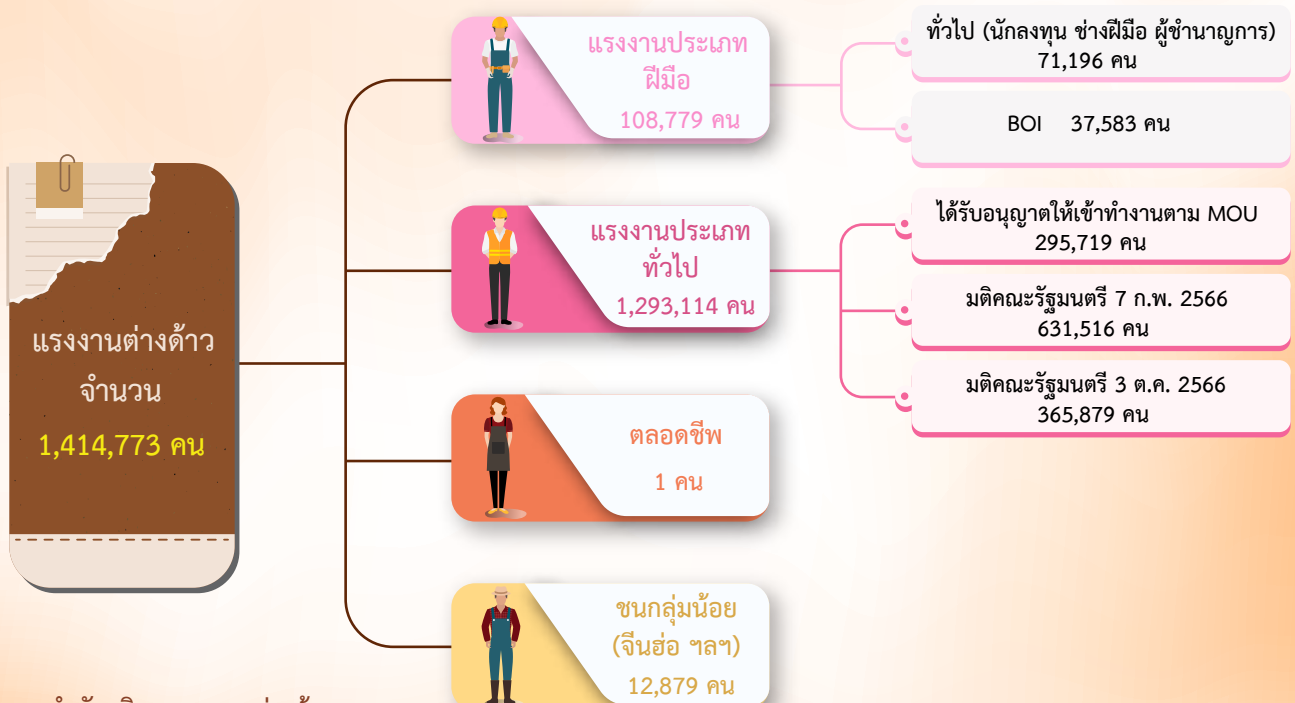 แรงงานต่างด้าว
จำนวน
1,414,773 คน
แรงงานประเภท
ฝีมือ
108,779 คน
ทั่วไป (นักลงทุน ช่างฝีมือ ผู้ชำนาญการ)
71,196 คน
BOI 37,583 คน
แรงงานประเภท
ทั่วไป
1,293,114 คน
ได้รับอนุญาตให้เข้าทำงานตาม MOU
295,719 คน
มติคณะรัฐมนตรี 7 ก.พ. 2566
631,516 คน
มติคณะรัฐมนตรี 3 ต.ค. 2566
365,879 คน
ตลอดชีพ
1 คน
ชนกลุ่มน้อย
(จีนฮ่อ ฯลฯ)
12,879 คน